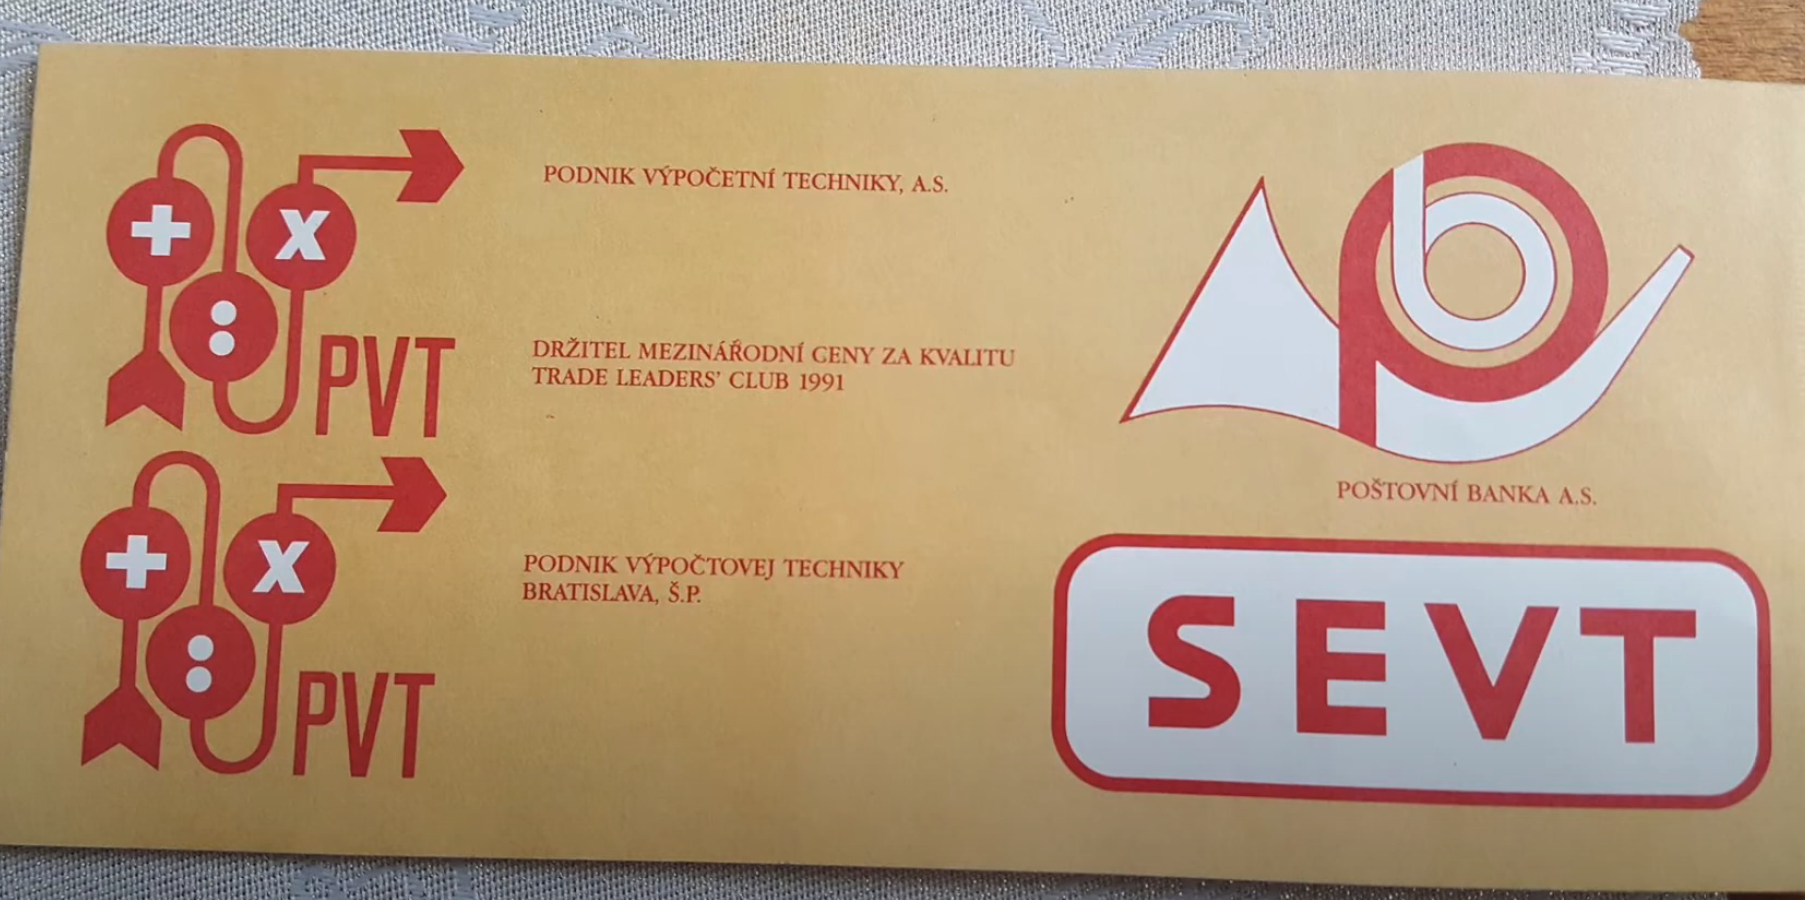 + x
:
PVT
PODNIK VÝPOČETNÍ TECHNIKY, A.S.
DRŽITEL MEZINÁŘODNÍ CENY ZA KVALITU
TRADE LEADERS’ CLUB 1991
+ x
:
PVT
PODNIK VÝPOČTOVEJ TECHNIKY
BRATISLAVA, Š.P.
pb
POŠTOVNÍ BANKA A.S.
SEVT